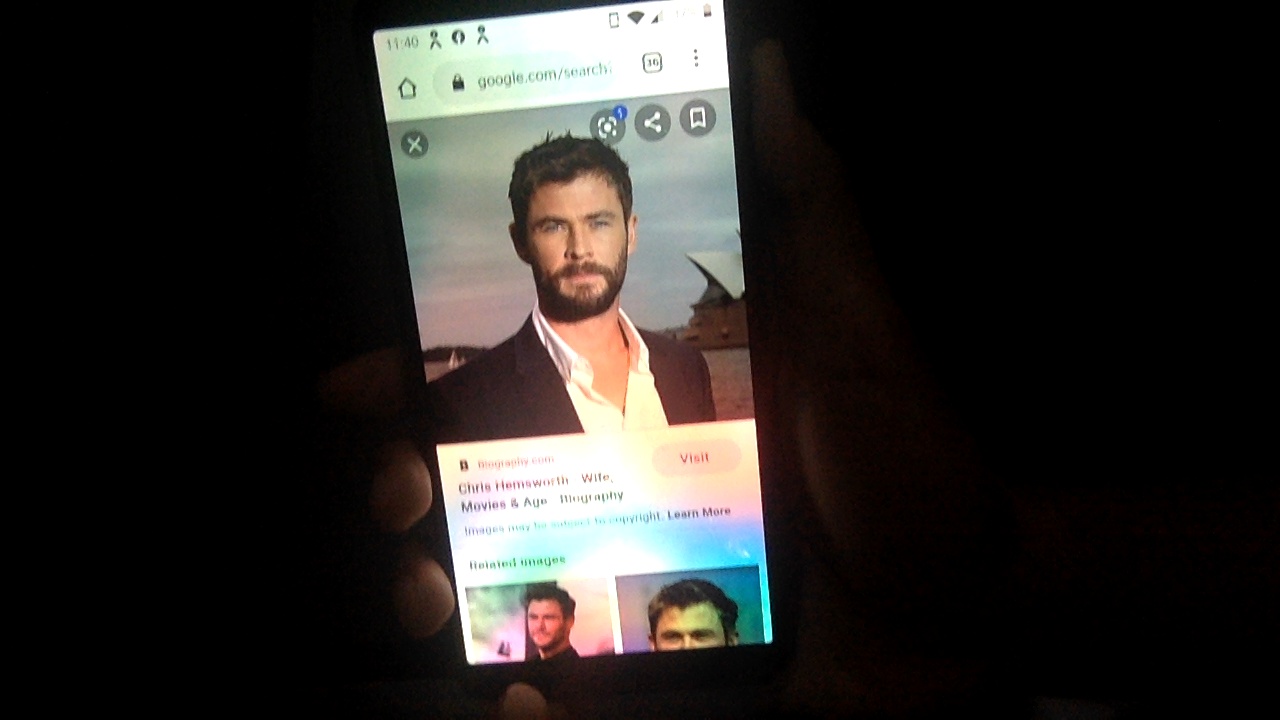 11:40
36
google.com/search
1
B Biography.com
Visit
Chris Hemsworth - Wife,
Movies & Age - Biography
Images may be subject to copyright. Learn More
Related images